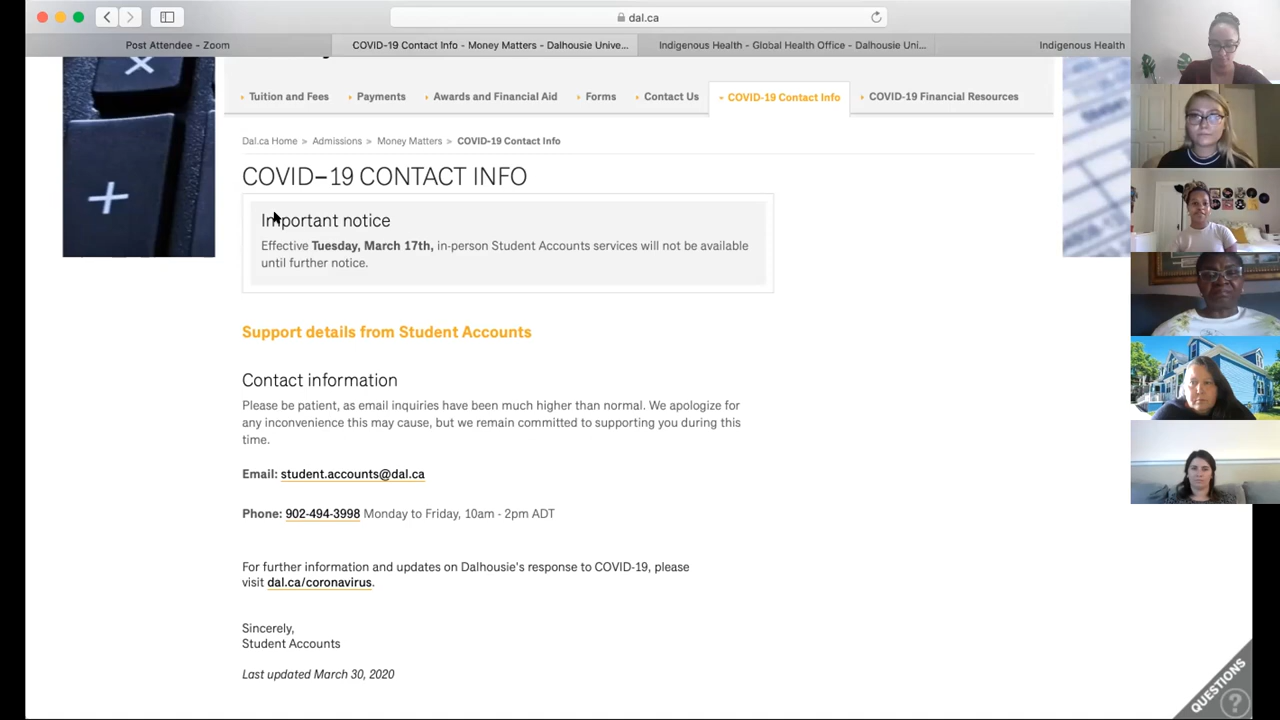 dal.ca
Post Attendee - Zoom
COVID-19 Contact Info - Money Matters - Dalhousie Unive...
Indigenous Health - Global Health Office - Dalhousie Uni...
Indigenous Health
Tuition and Fees
Payments
Awards and Financial Aid
Forms
Contact Us
COVID-19 Contact Info
COVID-19 Financial Resources
Dal.ca Home > Admissions > Money Matters > COVID-19 Contact Info
COVID–19 CONTACT INFO
Important notice
Effective Tuesday, March 17th, in-person Student Accounts services will not be available
until further notice.
Support details from Student Accounts
Contact information
Please be patient, as email inquiries have been much higher than normal. We apologize for
any inconvenience this may cause, but we remain committed to supporting you during this
time.
Email: student.accounts@dal.ca
Phone: 902-494-3998 Monday to Friday, 10am - 2pm ADT
For further information and updates on Dalhousie's response to COVID-19, please
visit dal.ca/coronavirus.
Sincerely,
Student Accounts
Last updated March 30, 2020
QUESTIONS
?